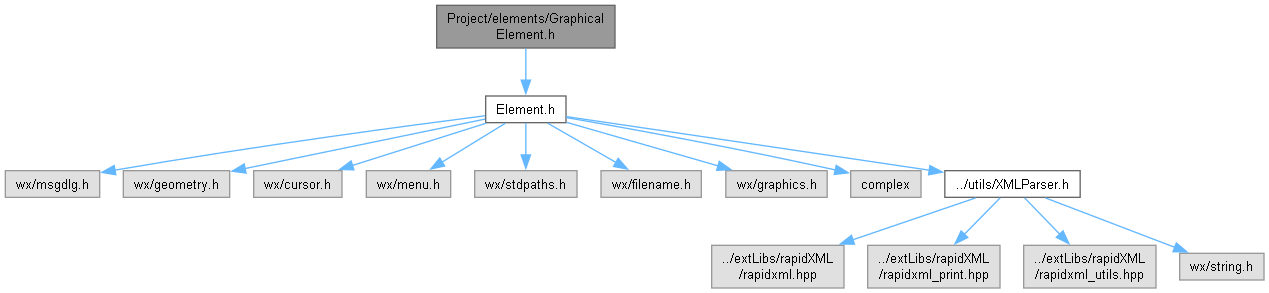 Project/elements/Graphical
Element.h
Element.h
wx/msgdlg.h
wx/geometry.h
wx/cursor.h
wx/menu.h
wx/stdpaths.h
wx/filename.h
wx/graphics.h
complex
../utils/XMLParser.h
../extLibs/rapidXML
/rapidxml.hpp
../extLibs/rapidXML
/rapidxml_print.hpp
../extLibs/rapidXML
/rapidxml_utils.hpp
wx/string.h